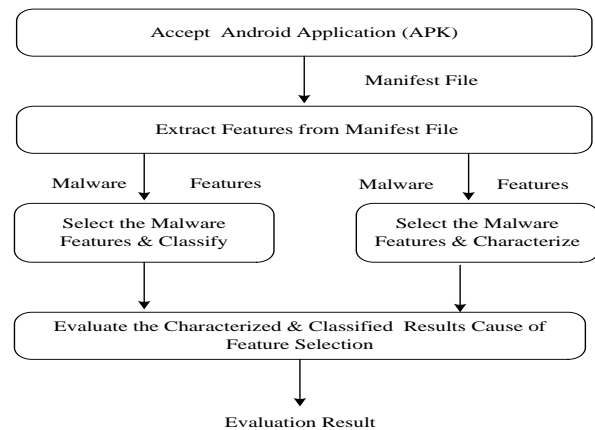 Accept Android Application (APK)
Manifest File
Extract Features from Manifest File
Malware Features
Malware Features
Select the Malware
Features & Classify
Select the Malware
Features & Characterize
Evaluate the Characterized & Classified Results Cause of
Feature Selection
Evaluation Result